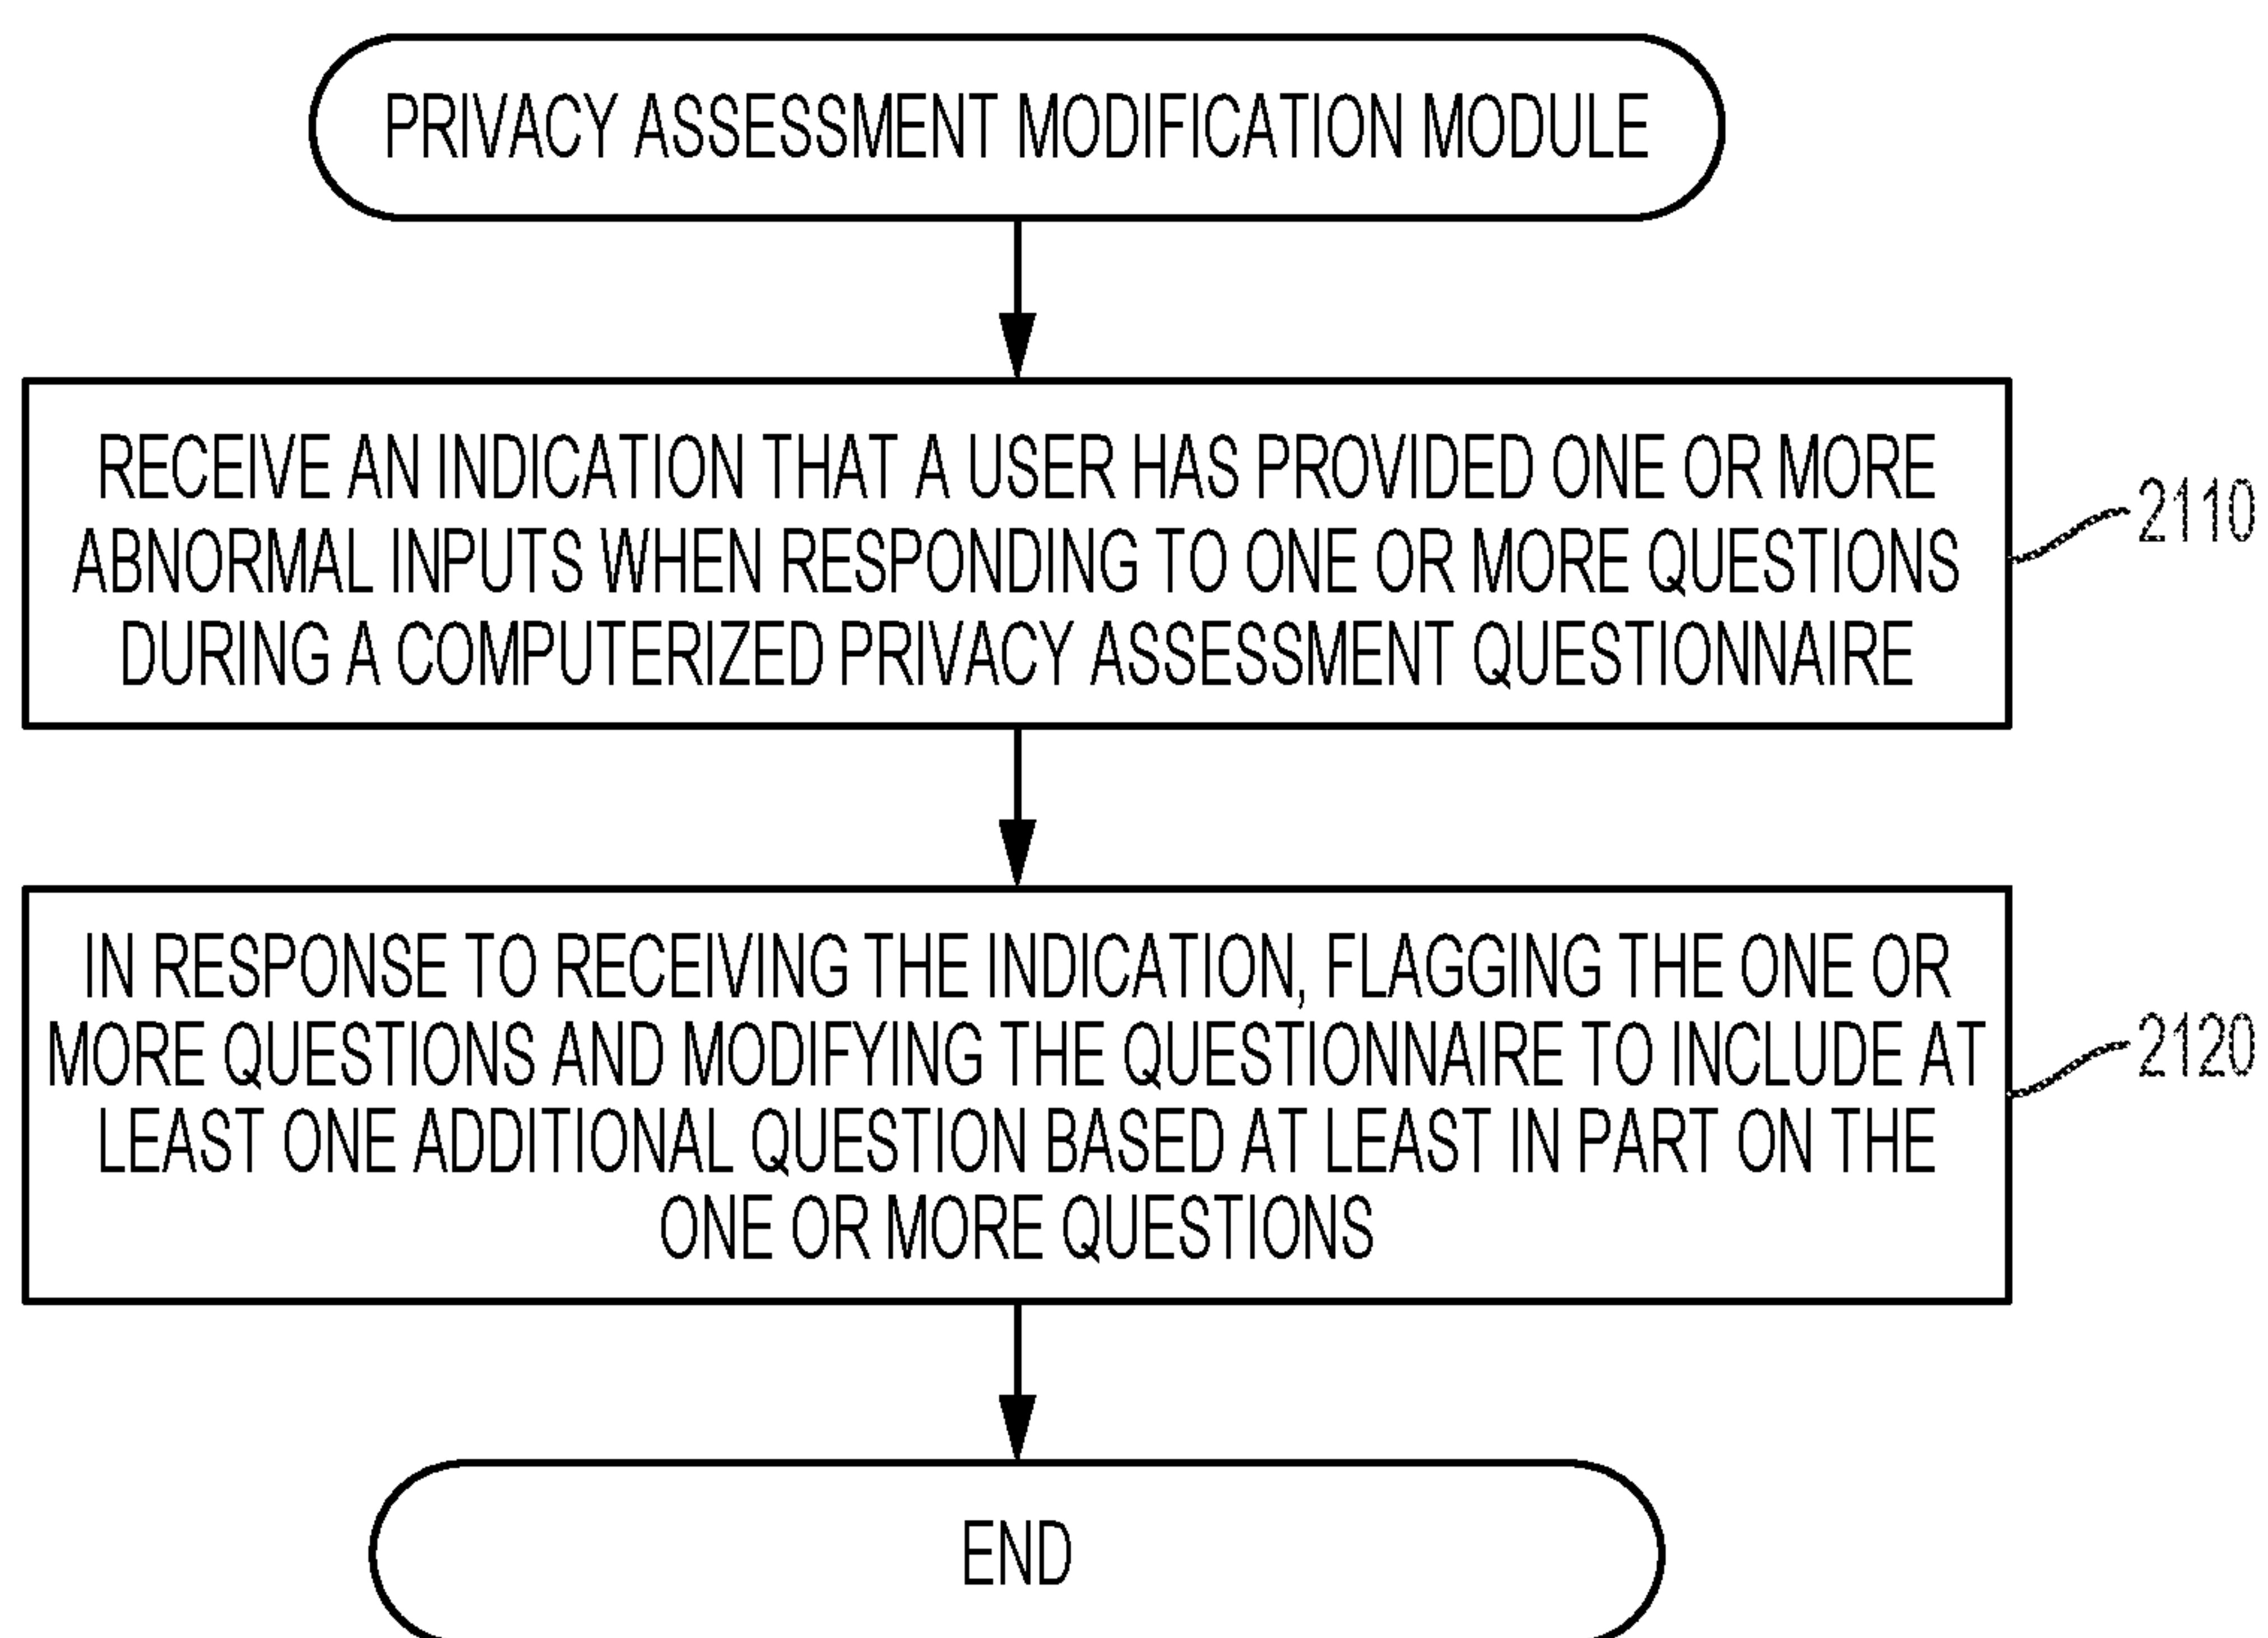 PRIVACY ASSESSMENT MODIFICATION MODULE
RECEIVE AN INDICATION THAT A USER HAS PROVIDED ONE OR MORE
ABNORMAL INPUTS WHEN RESPONDING TO ONE OR MORE QUESTIONS
DURING A COMPUTERIZED PRIVACY ASSESSMENT QUESTIONNAIRE
2110
IN RESPONSE TO RECEIVING THE INDICATION, FLAGGING THE ONE OR
MORE QUESTIONS AND MODIFYING THE QUESTIONNAIRE TO INCLUDE AT
LEAST ONE ADDITIONAL QUESTION BASED AT LEAST IN PART ON THE
ONE OR MORE QUESTIONS
2120
END